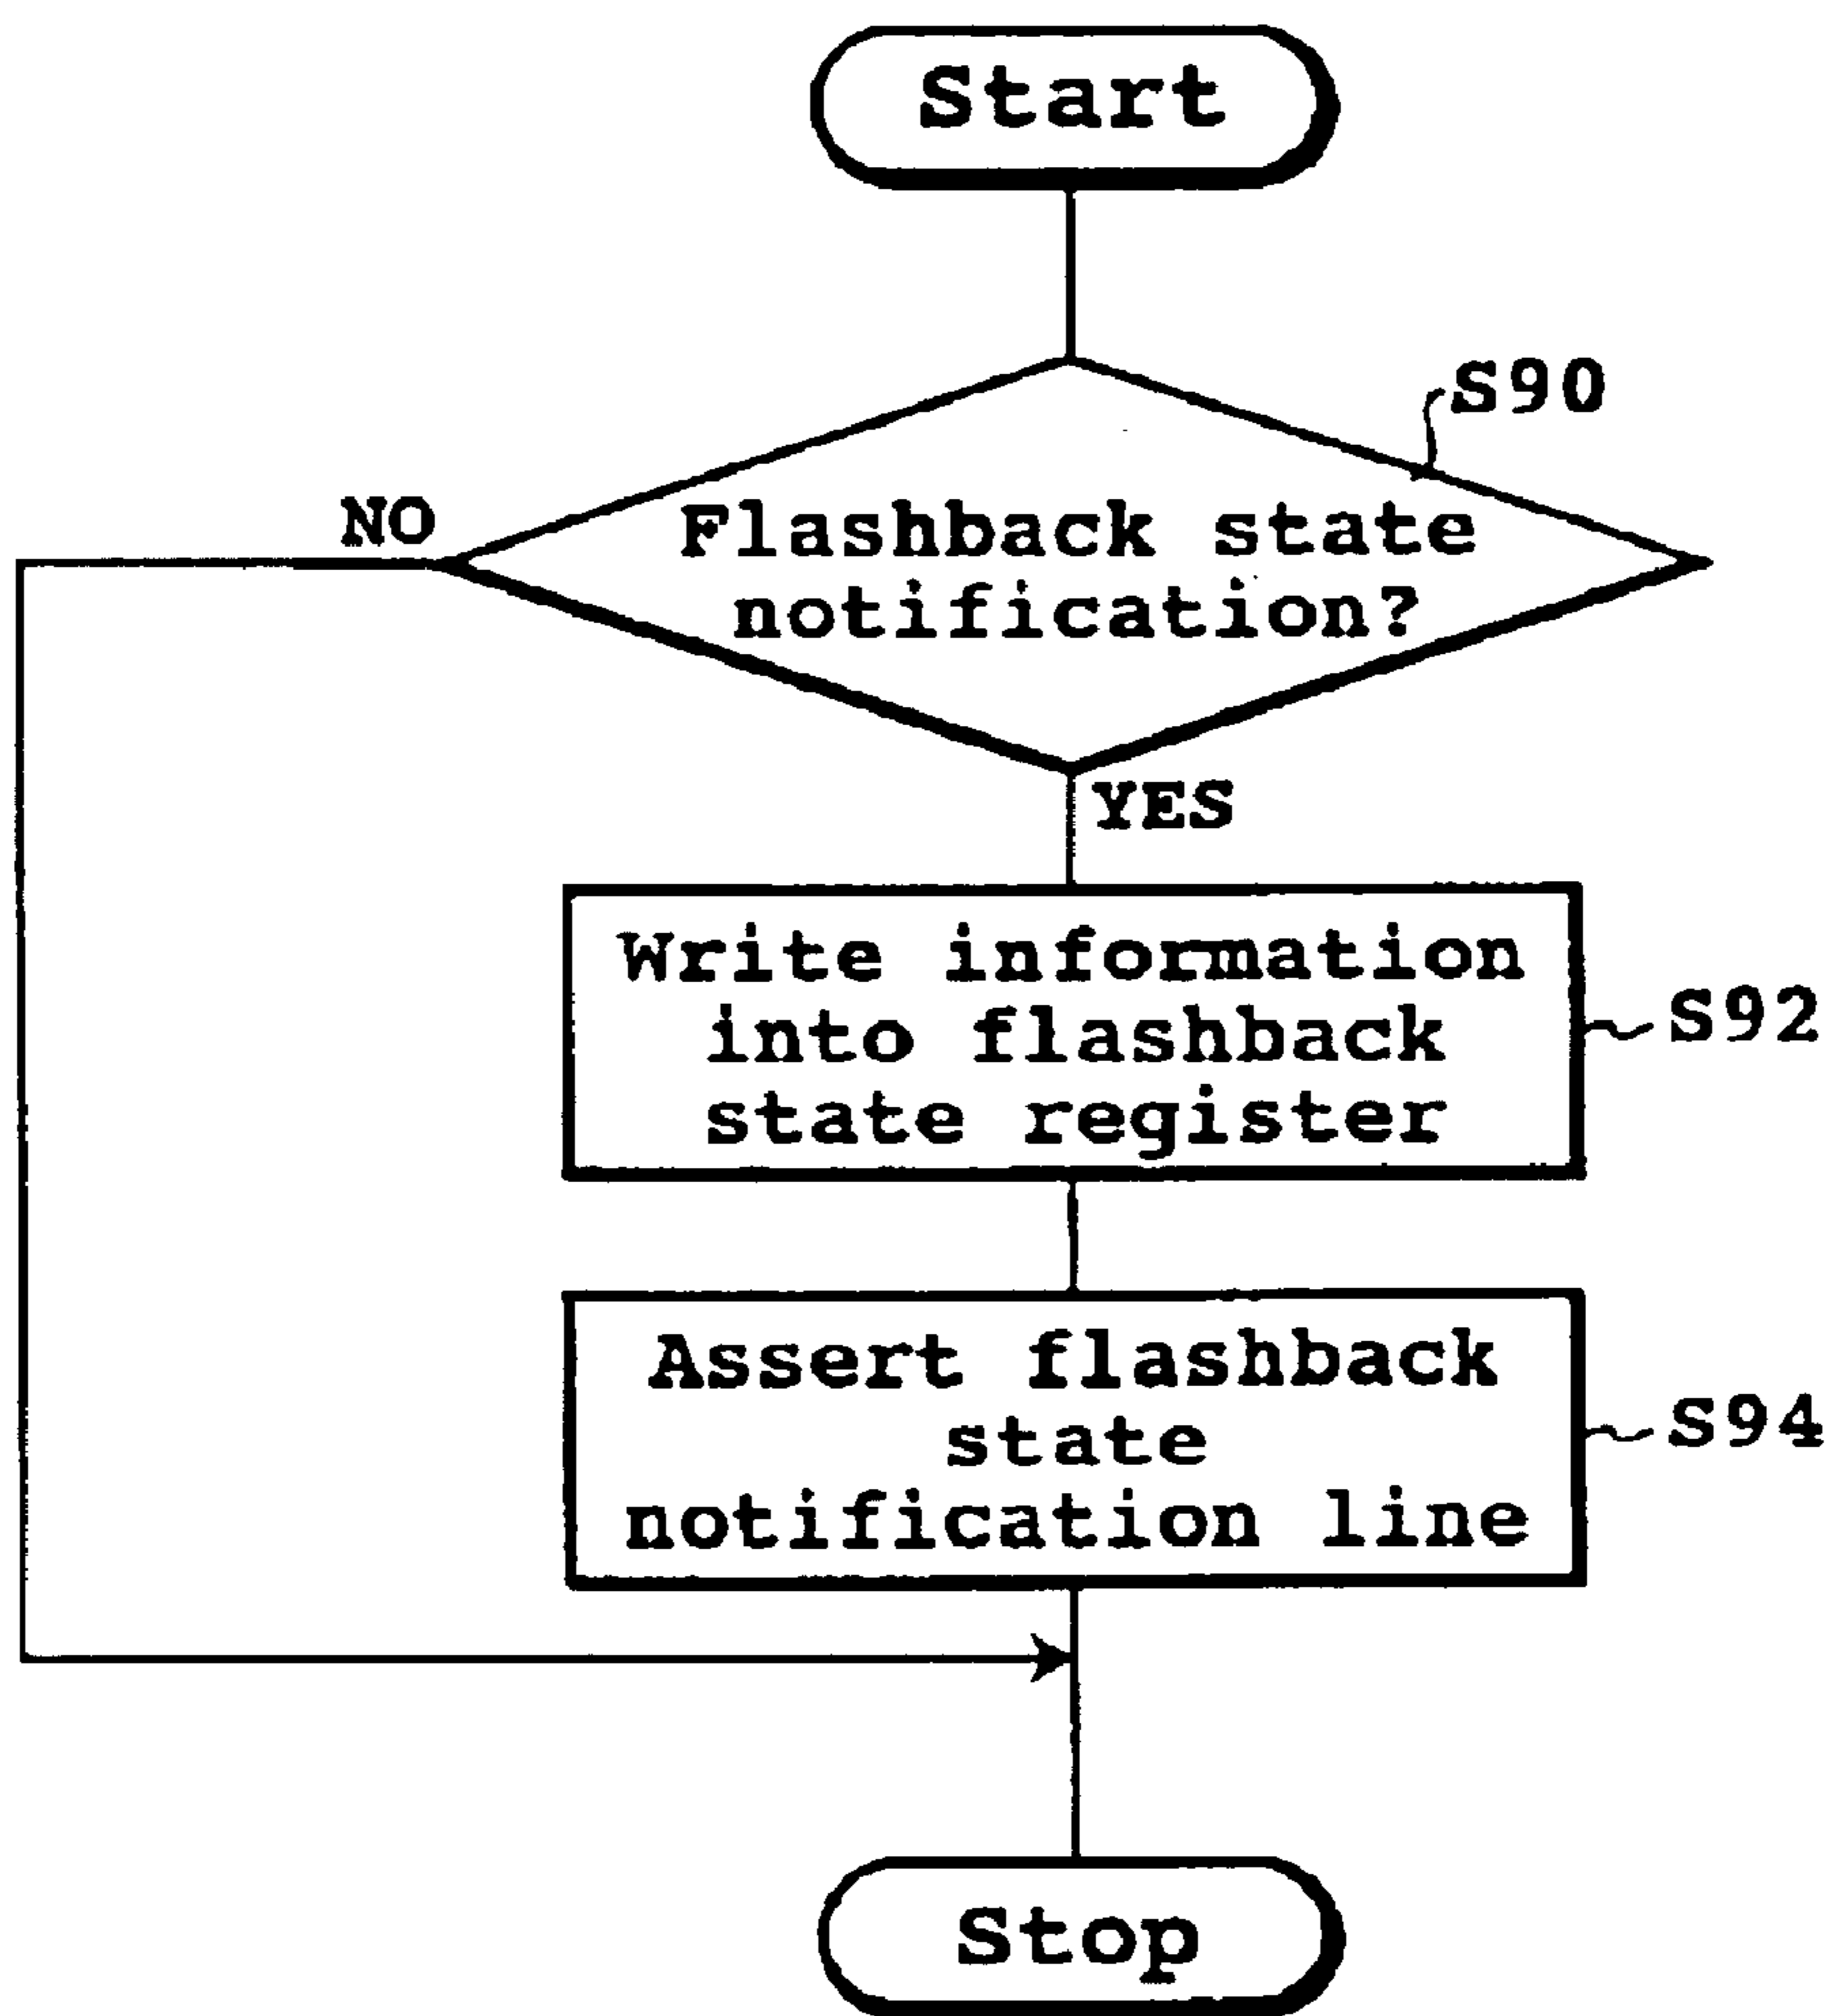 Start
S90
NO
Flashback state
notification?
YES
Write information
into flashback
state register
S92
Assert flashback
state
notification line
S94
Stop